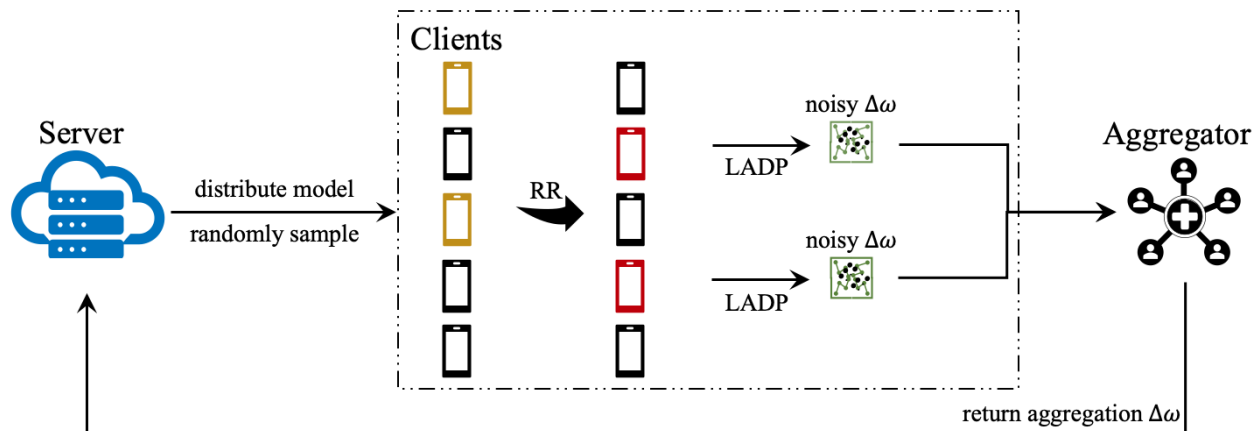 Clients
Server
distribute model
randomly sample
RR
noisy Δω
LADP
noisy Δω
LADP
Aggregator
return aggregation Δω